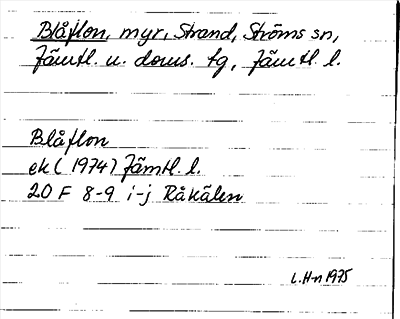 Blåflon, myr, Strand, Ströms sn,
Jämtl. n. doms. tg, Jämtl. l.
Blåflon
ek (1974) Jämtl. l.
20 F 8-9 i-j Råkälen
L. H-n 1975